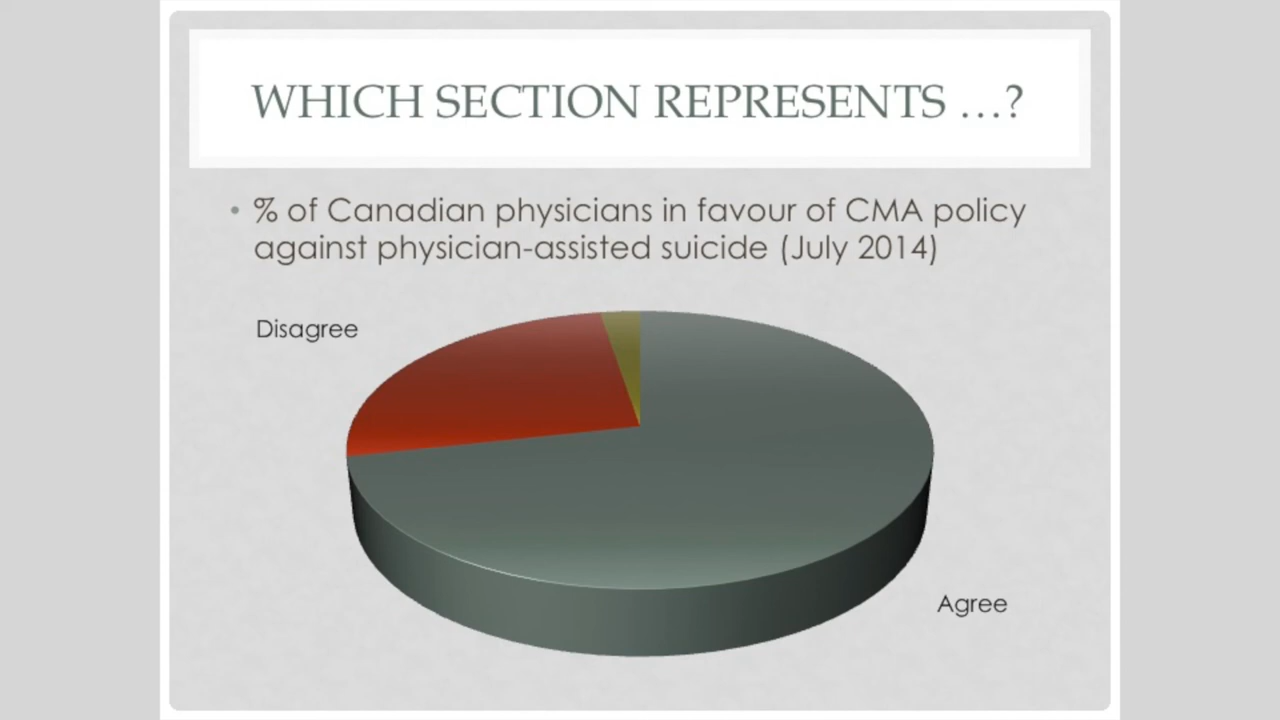 WHICH SECTION REPRESENTS …?
• % of Canadian physicians in favour of CMA policy
against physician-assisted suicide (July 2014)
Disagree
Agree